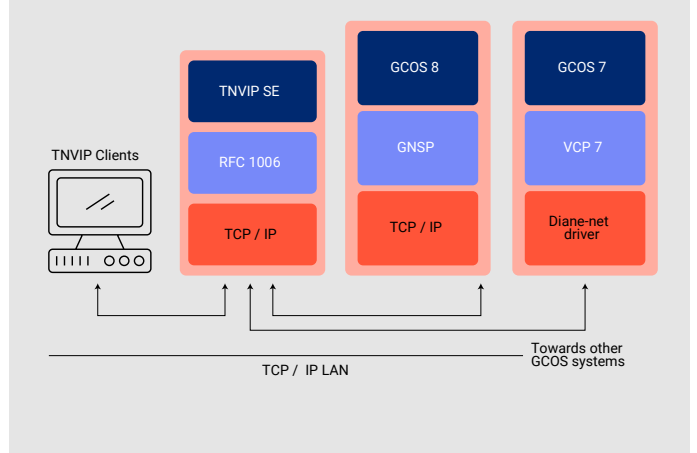 TNVIP Clients
TNVIP SE
RFC 1006
TCP / IP
GCOS 8
GNSP
TCP / IP
GCOS 7
VCP 7
Diane-net
driver
Towards other
GCOS systems
TCP / IP LAN